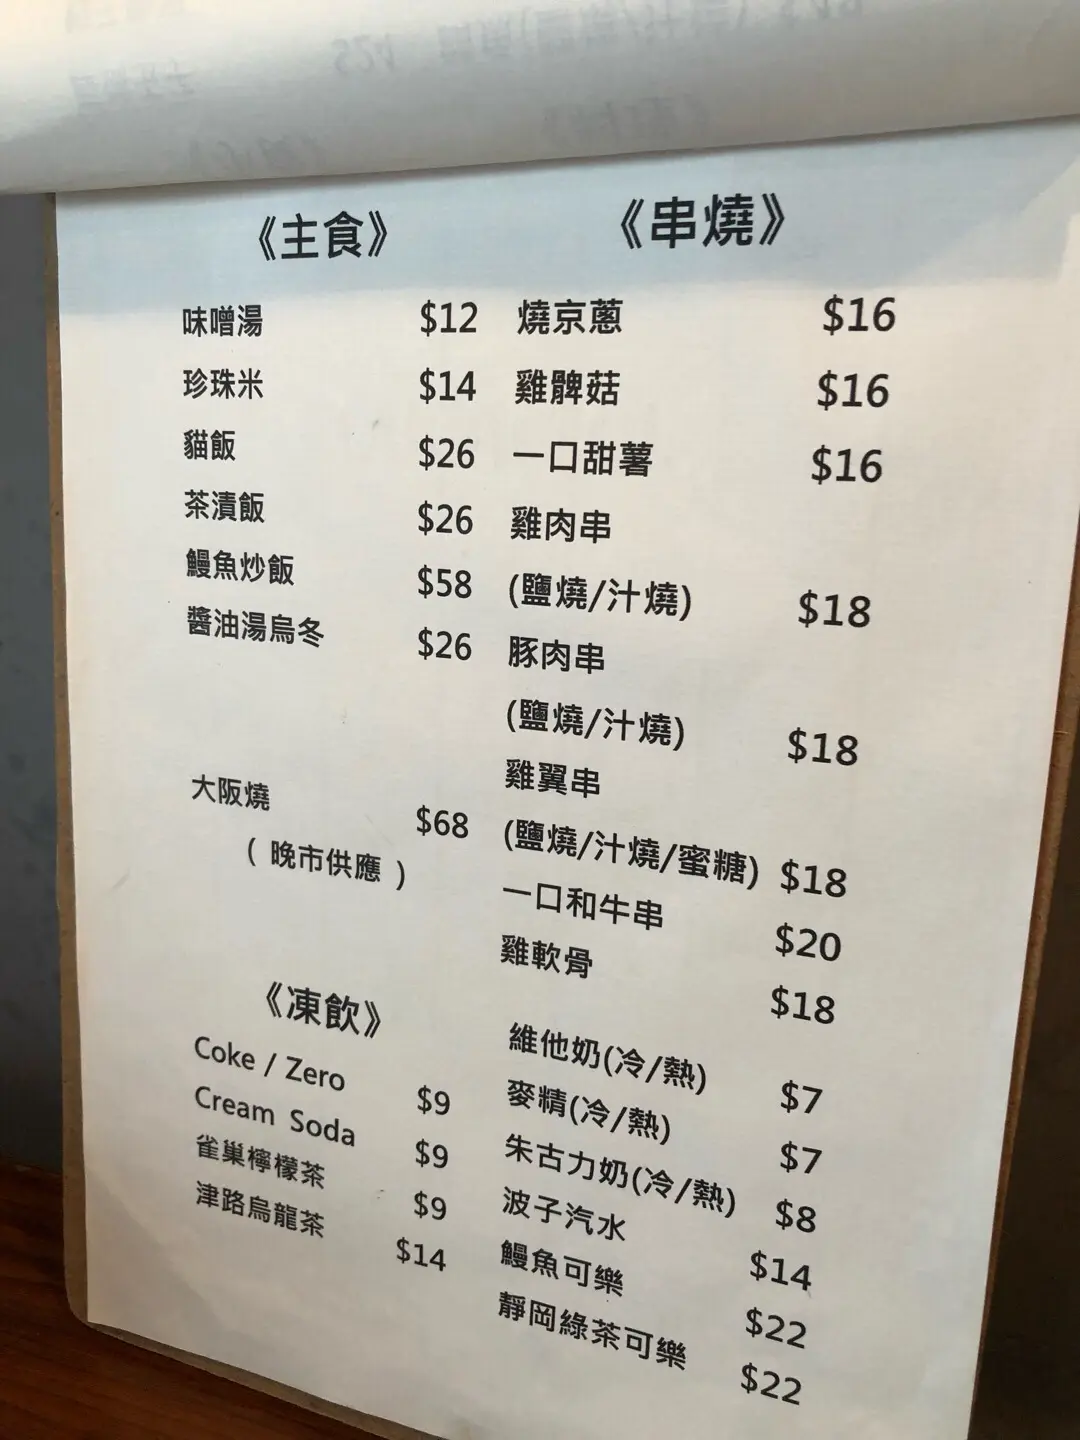 《主食》
味噌湯 $12
珍珠米 $14
貓飯 $26
茶漬飯 $26
鰻魚炒飯 $58
醬油湯烏冬 $26
大阪燒 $68
( 晚市供應 )
《串燒》
燒京蔥 $16
雞髀菇 $16
一口甜薯 $16
雞肉串
(鹽燒/汁燒) $18
豚肉串
(鹽燒/汁燒) $18
雞翼串
(鹽燒/汁燒/蜜糖) $18
一口和牛串 $20
雞軟骨 $18
《凍飲》
Coke / Zero $9
Cream Soda $9
雀巢檸檬茶 $9
津路烏龍茶 $14
維他奶(冷/熱) $7
麥精(冷/熱) $7
朱古力奶(冷/熱) $8
波子汽水 $14
鰻魚可樂 $22
靜岡綠茶可樂 $22